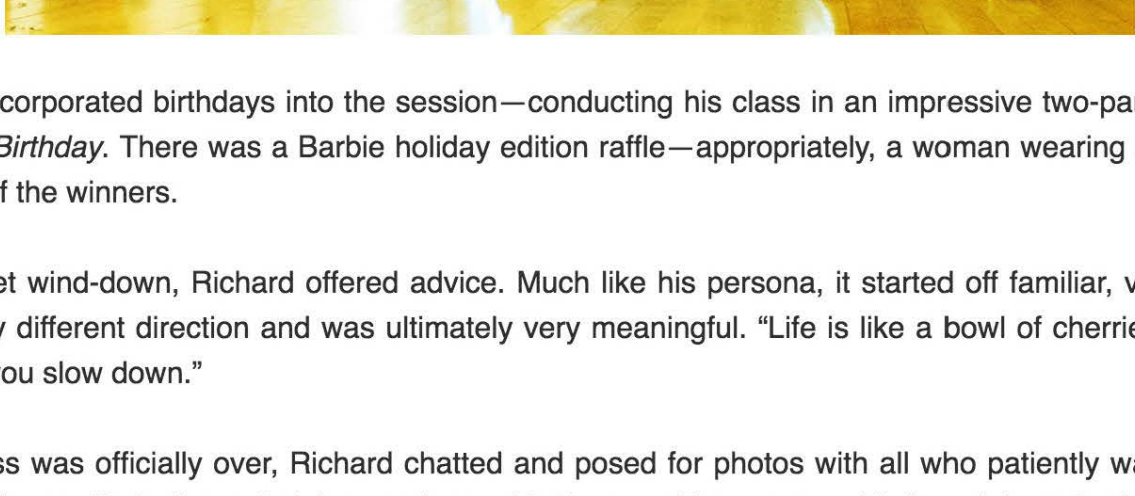 corporated birthdays into the session—conducting his class in an impressive two-pa
Birthday. There was a Barbie holiday edition raffle—appropriately, a woman wearing
f the winners.
et wind-down, Richard offered advice. Much like his persona, it started off familiar, v
y different direction and was ultimately very meaningful. “Life is like a bowl of cherrie
ou slow down.”
ss was officially over, Richard chatted and posed for photos with all who patiently wa